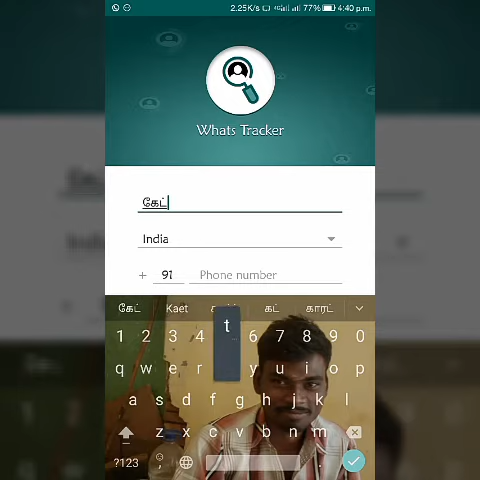 2.25K/s 4G 77% 4:40 p.m.
Whats Tracker
கேட்
India
+ 91 Phone number
கேட் Kaet கட் காரட்
t
1 2 3 4 6 7 8 9 0
q w e r y u i o p
a s d f g h j k l
z x c v b n m
?123 ,